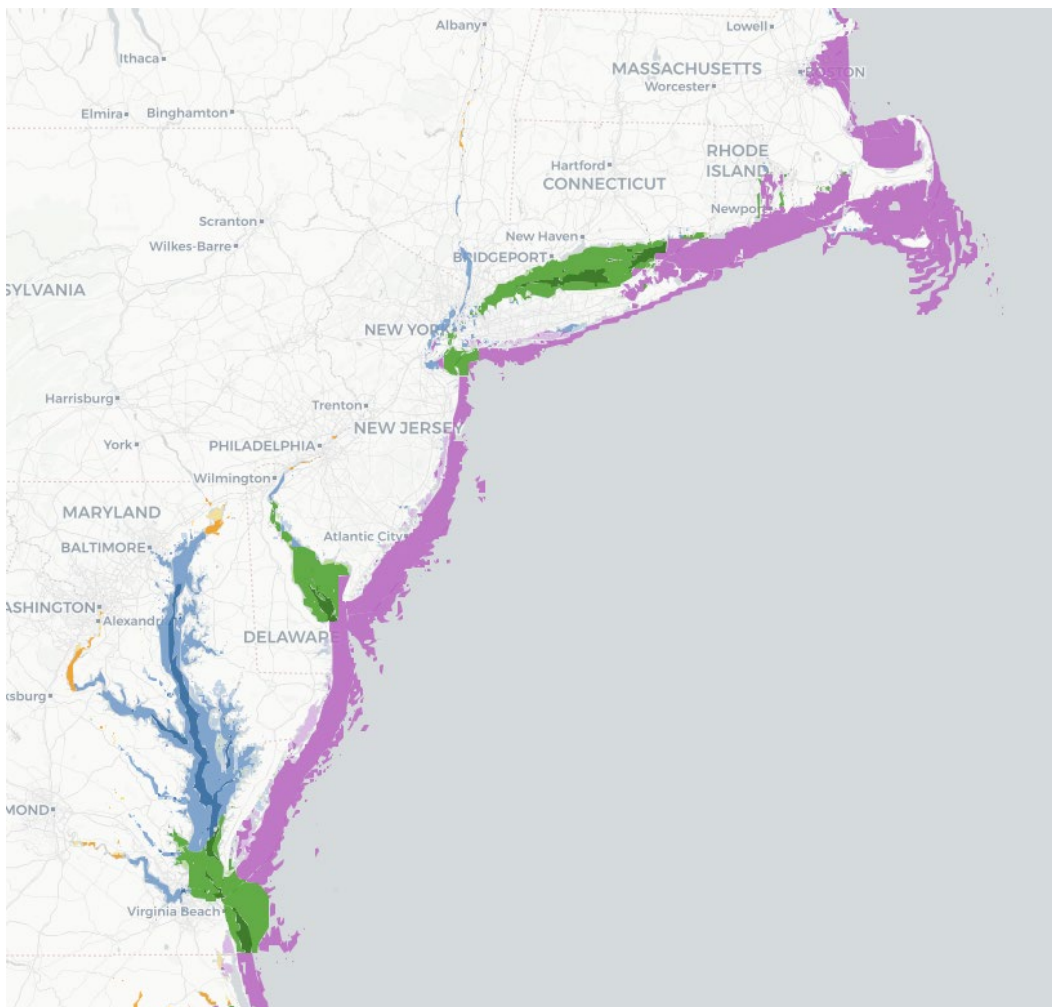 Albany
Lowell
Ithaca
MASSACHUSETTS
BOSTON
Worcester
Elmira
Binghamton
RHODE
ISLAND
Hartford
CONNECTICUT
Newport
Scranton
New Haven
Wilkes-Barre
BRIDGEPORT
SYLVANIA
NEW YORK
Harrisburg
Trenton
NEW JERSEY
York
PHILADELPHIA
Wilmington
MARYLAND
Atlantic City
BALTIMORE
ASHINGTON
Alexandri
DELAWARE
ksburg
MOND
Virginia Beach